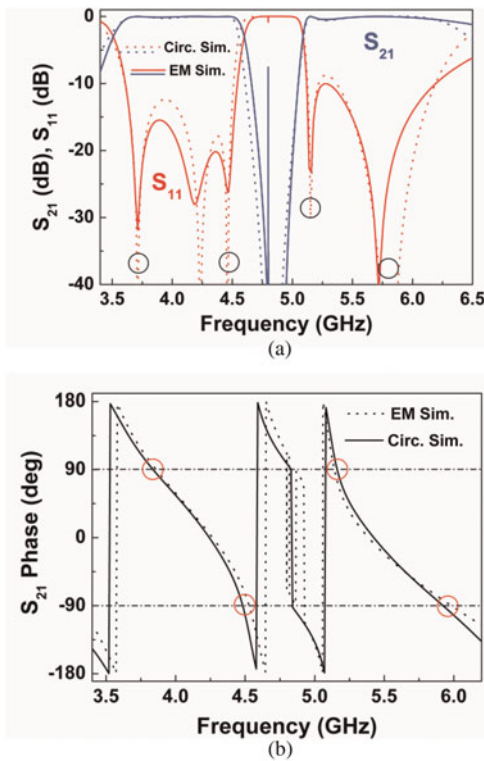 0
-10
-20
-30
-40
S21 (dB), S11 (dB)
Circ. Sim.
EM Sim.
S21
S11
3.5 4.0 4.5 5.0 5.5 6.0 6.5
Frequency (GHz)
(a)
180
90
0
-90
-180
S21 Phase (deg)
EM Sim.
Circ. Sim.
3.5 4.0 4.5 5.0 5.5 6.0
Frequency (GHz)
(b)